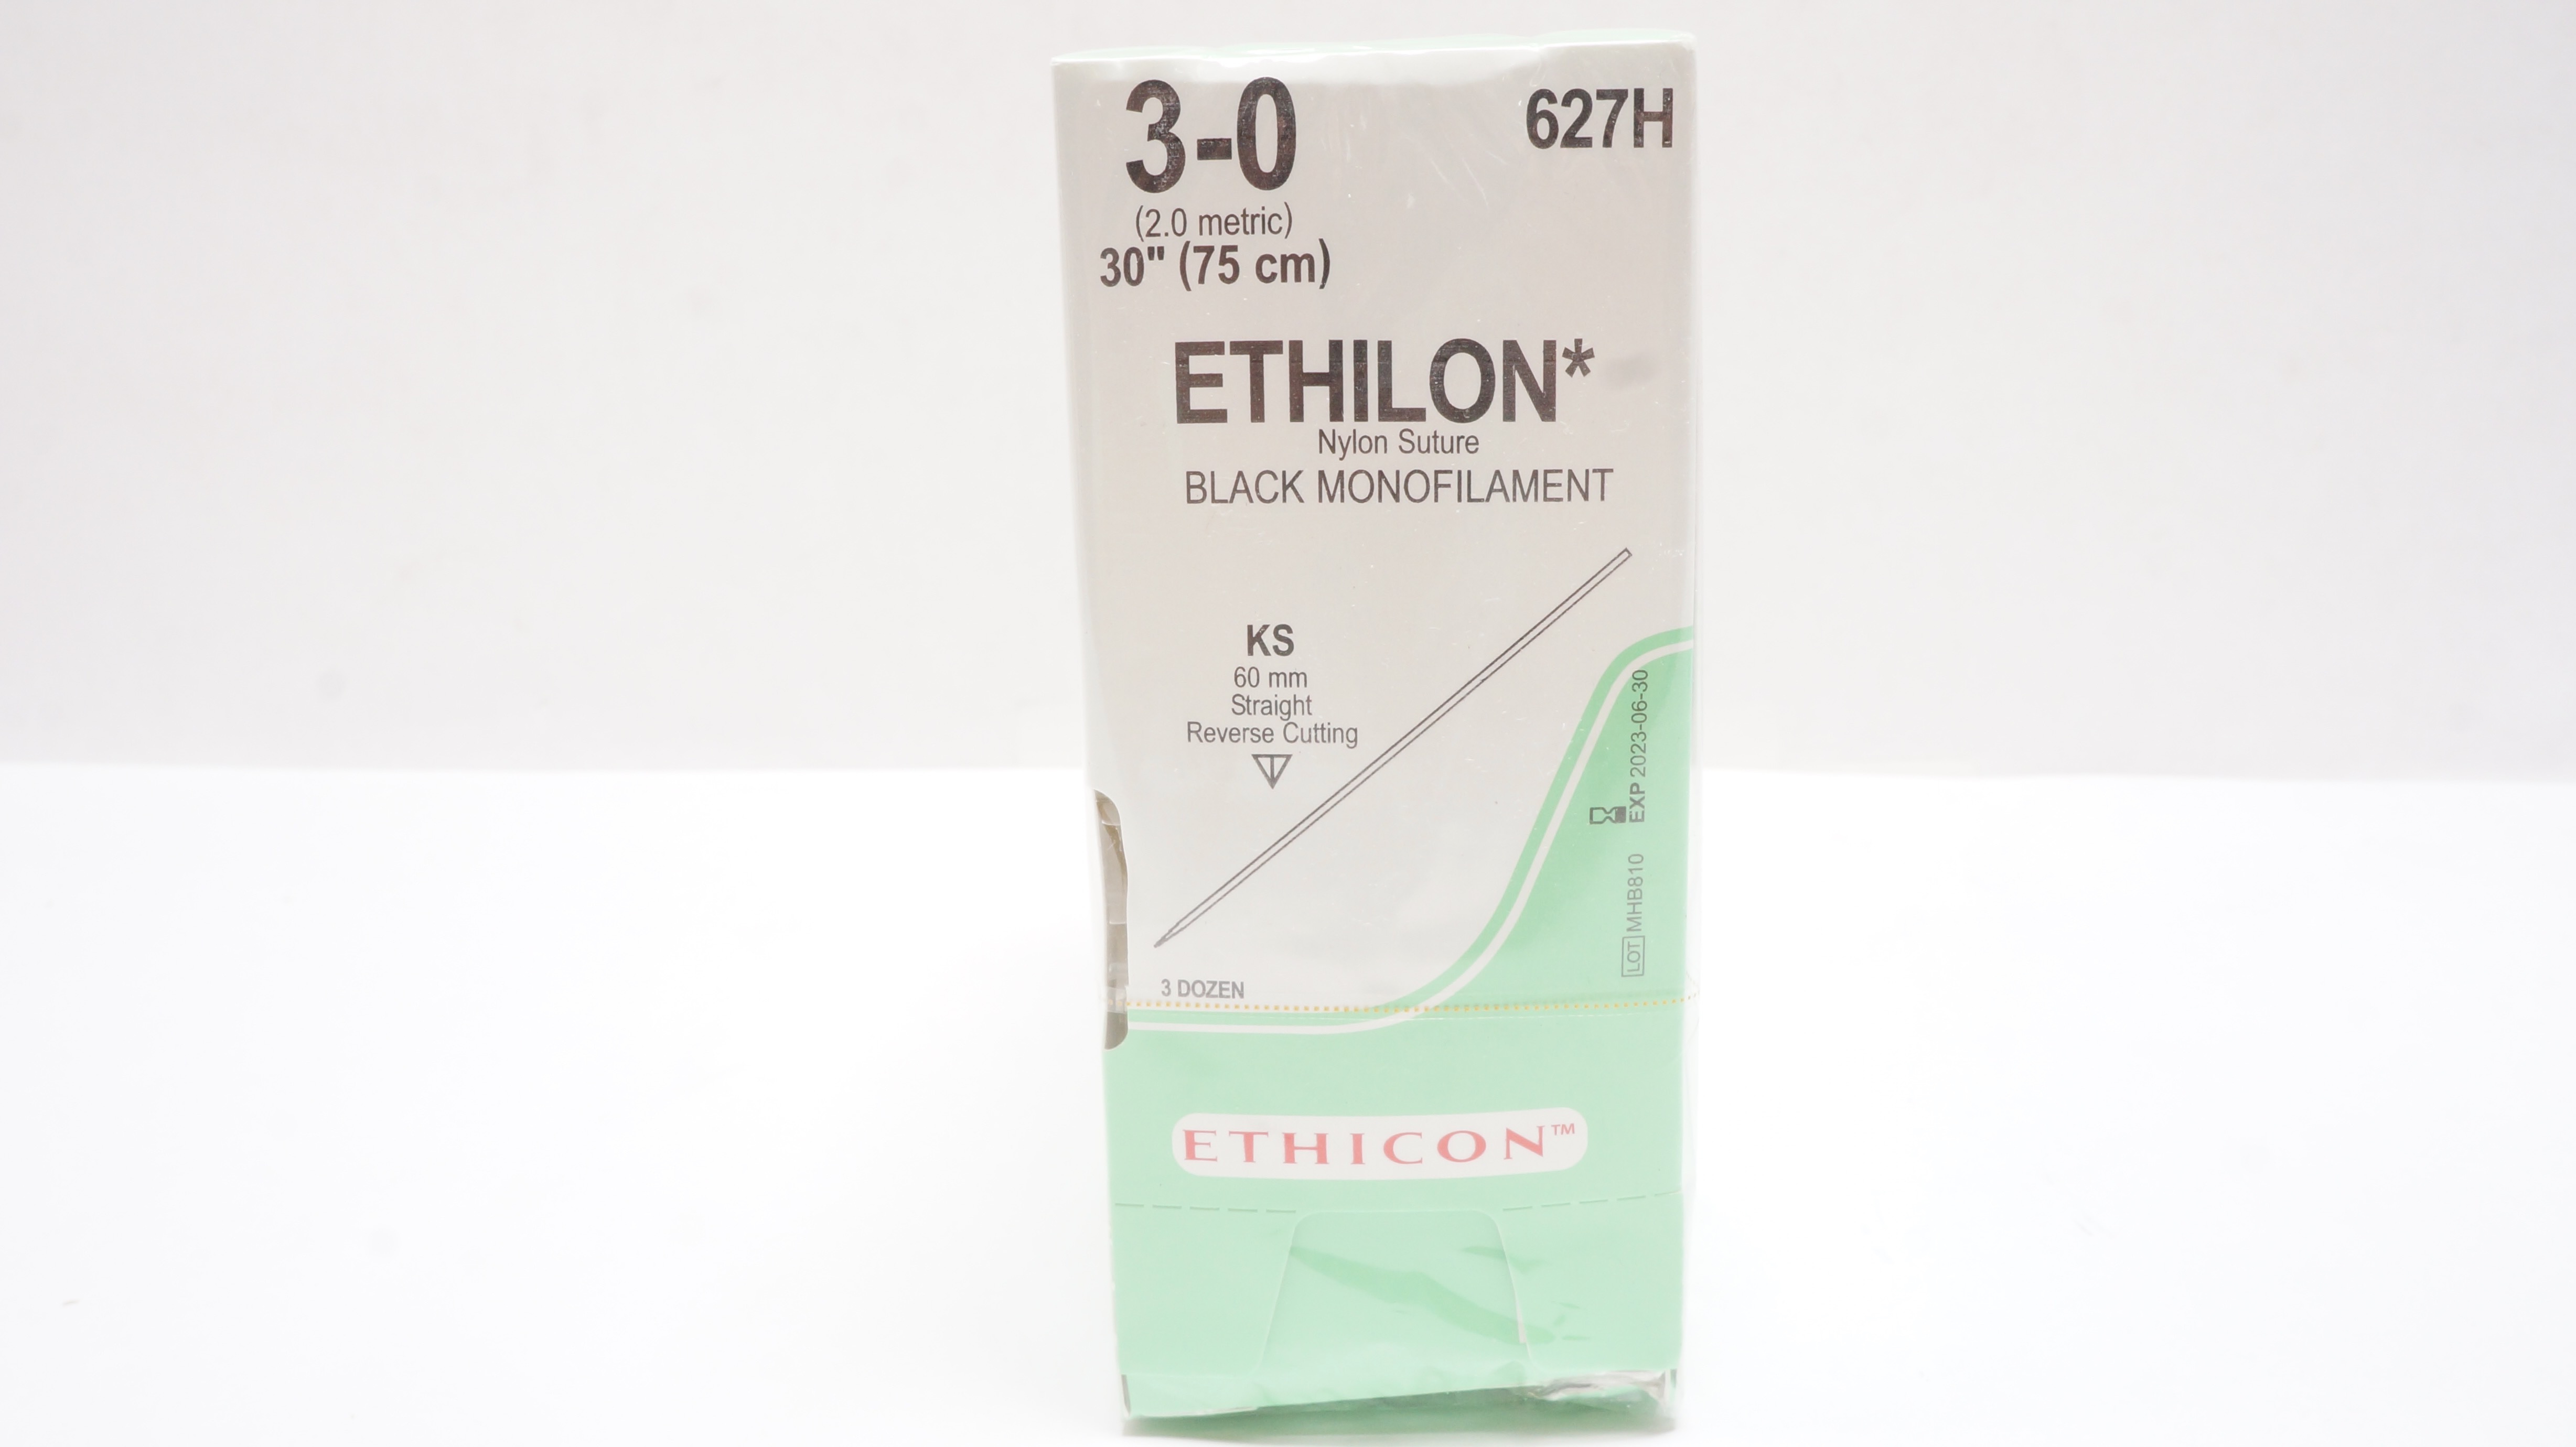 3-0
627H
(2.0 metric)
30" (75 cm)
ETHILON*
Nylon Suture
BLACK MONOFILAMENT
KS
60 mm
Straight
Reverse Cutting
EXP 2023-06-30
LOT MHB810
3 DOZEN
ETHICON™